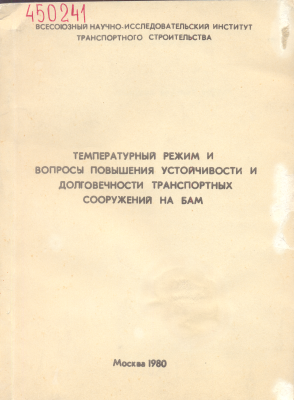 450241
ВСЕСОЮЗНЫЙ НАУЧНО-ИССЛЕДОВАТЕЛЬСКИЙ ИНСТИТУТ
ТРАНСПОРТНОГО СТРОИТЕЛЬСТВА
ТЕМПЕРАТУРНЫЙ РЕЖИМ И
ВОПРОСЫ ПОВЫШЕНИЯ УСТОЙЧИВОСТИ И
ДОЛГОВЕЧНОСТИ ТРАНСПОРТНЫХ
СООРУЖЕНИЙ НА БАМ
Москва 1980